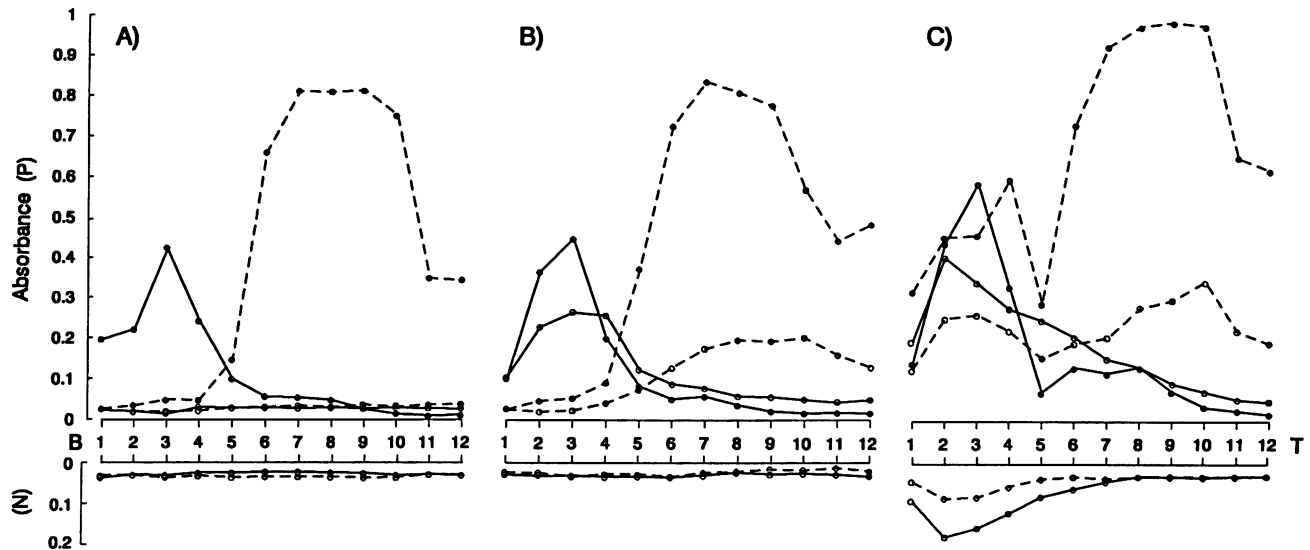 A)
B)
C)
Absorbance (P)
1
0.9
0.8
0.7
0.6
0.5
0.4
0.3
0.2
0.1
0
B 1 2 3 4 5 6 7 8 9 10 11 12
1 2 3 4 5 6 7 8 9 10 11 12
1 2 3 4 5 6 7 8 9 10 11 12 T
(N)
0
0.1
0.2